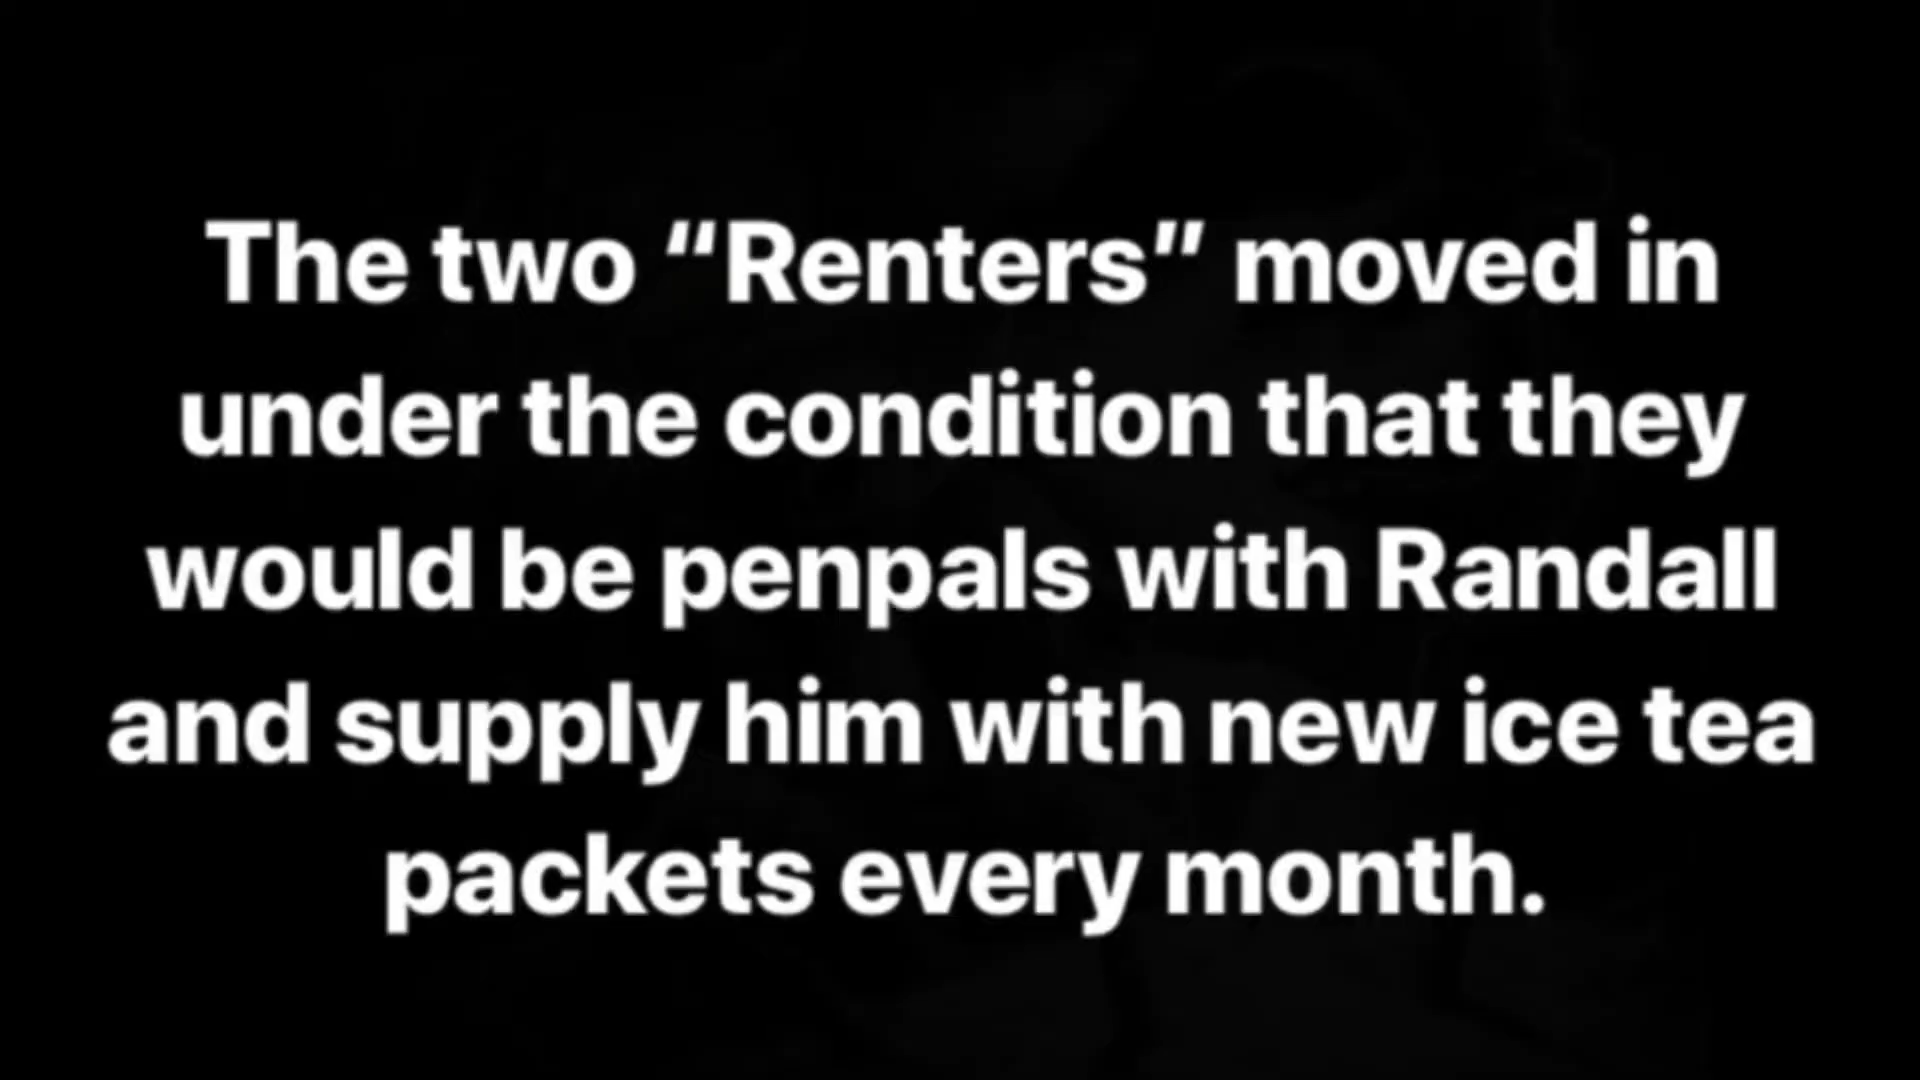 The two “Renters” moved in
under the condition that they
would be penpals with Randall
and supply him with new ice tea
packets every month.